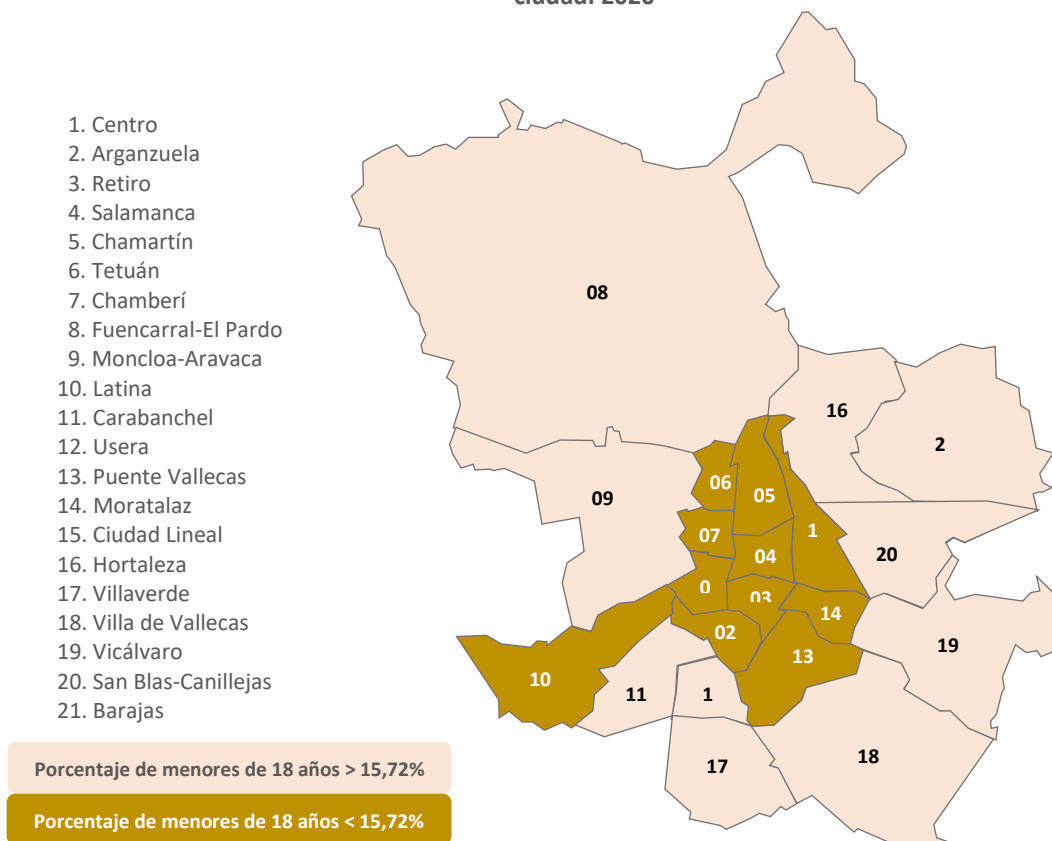 ciudad. 2020
1. Centro
2. Arganzuela
3. Retiro
4. Salamanca
5. Chamartín
6. Tetuán
7. Chamberí
8. Fuencarral-El Pardo
9. Moncloa-Aravaca
10. Latina
11. Carabanchel
12. Usera
13. Puente Vallecas
14. Moratalaz
15. Ciudad Lineal
16. Hortaleza
17. Villaverde
18. Villa de Vallecas
19. Vicálvaro
20. San Blas-Canillejas
21. Barajas
08
16
2
06
05
09
07
1
04
20
0
03
14
02
19
13
10
11
1
18
17
Porcentaje de menores de 18 años > 15,72%
Porcentaje de menores de 18 años < 15,72%